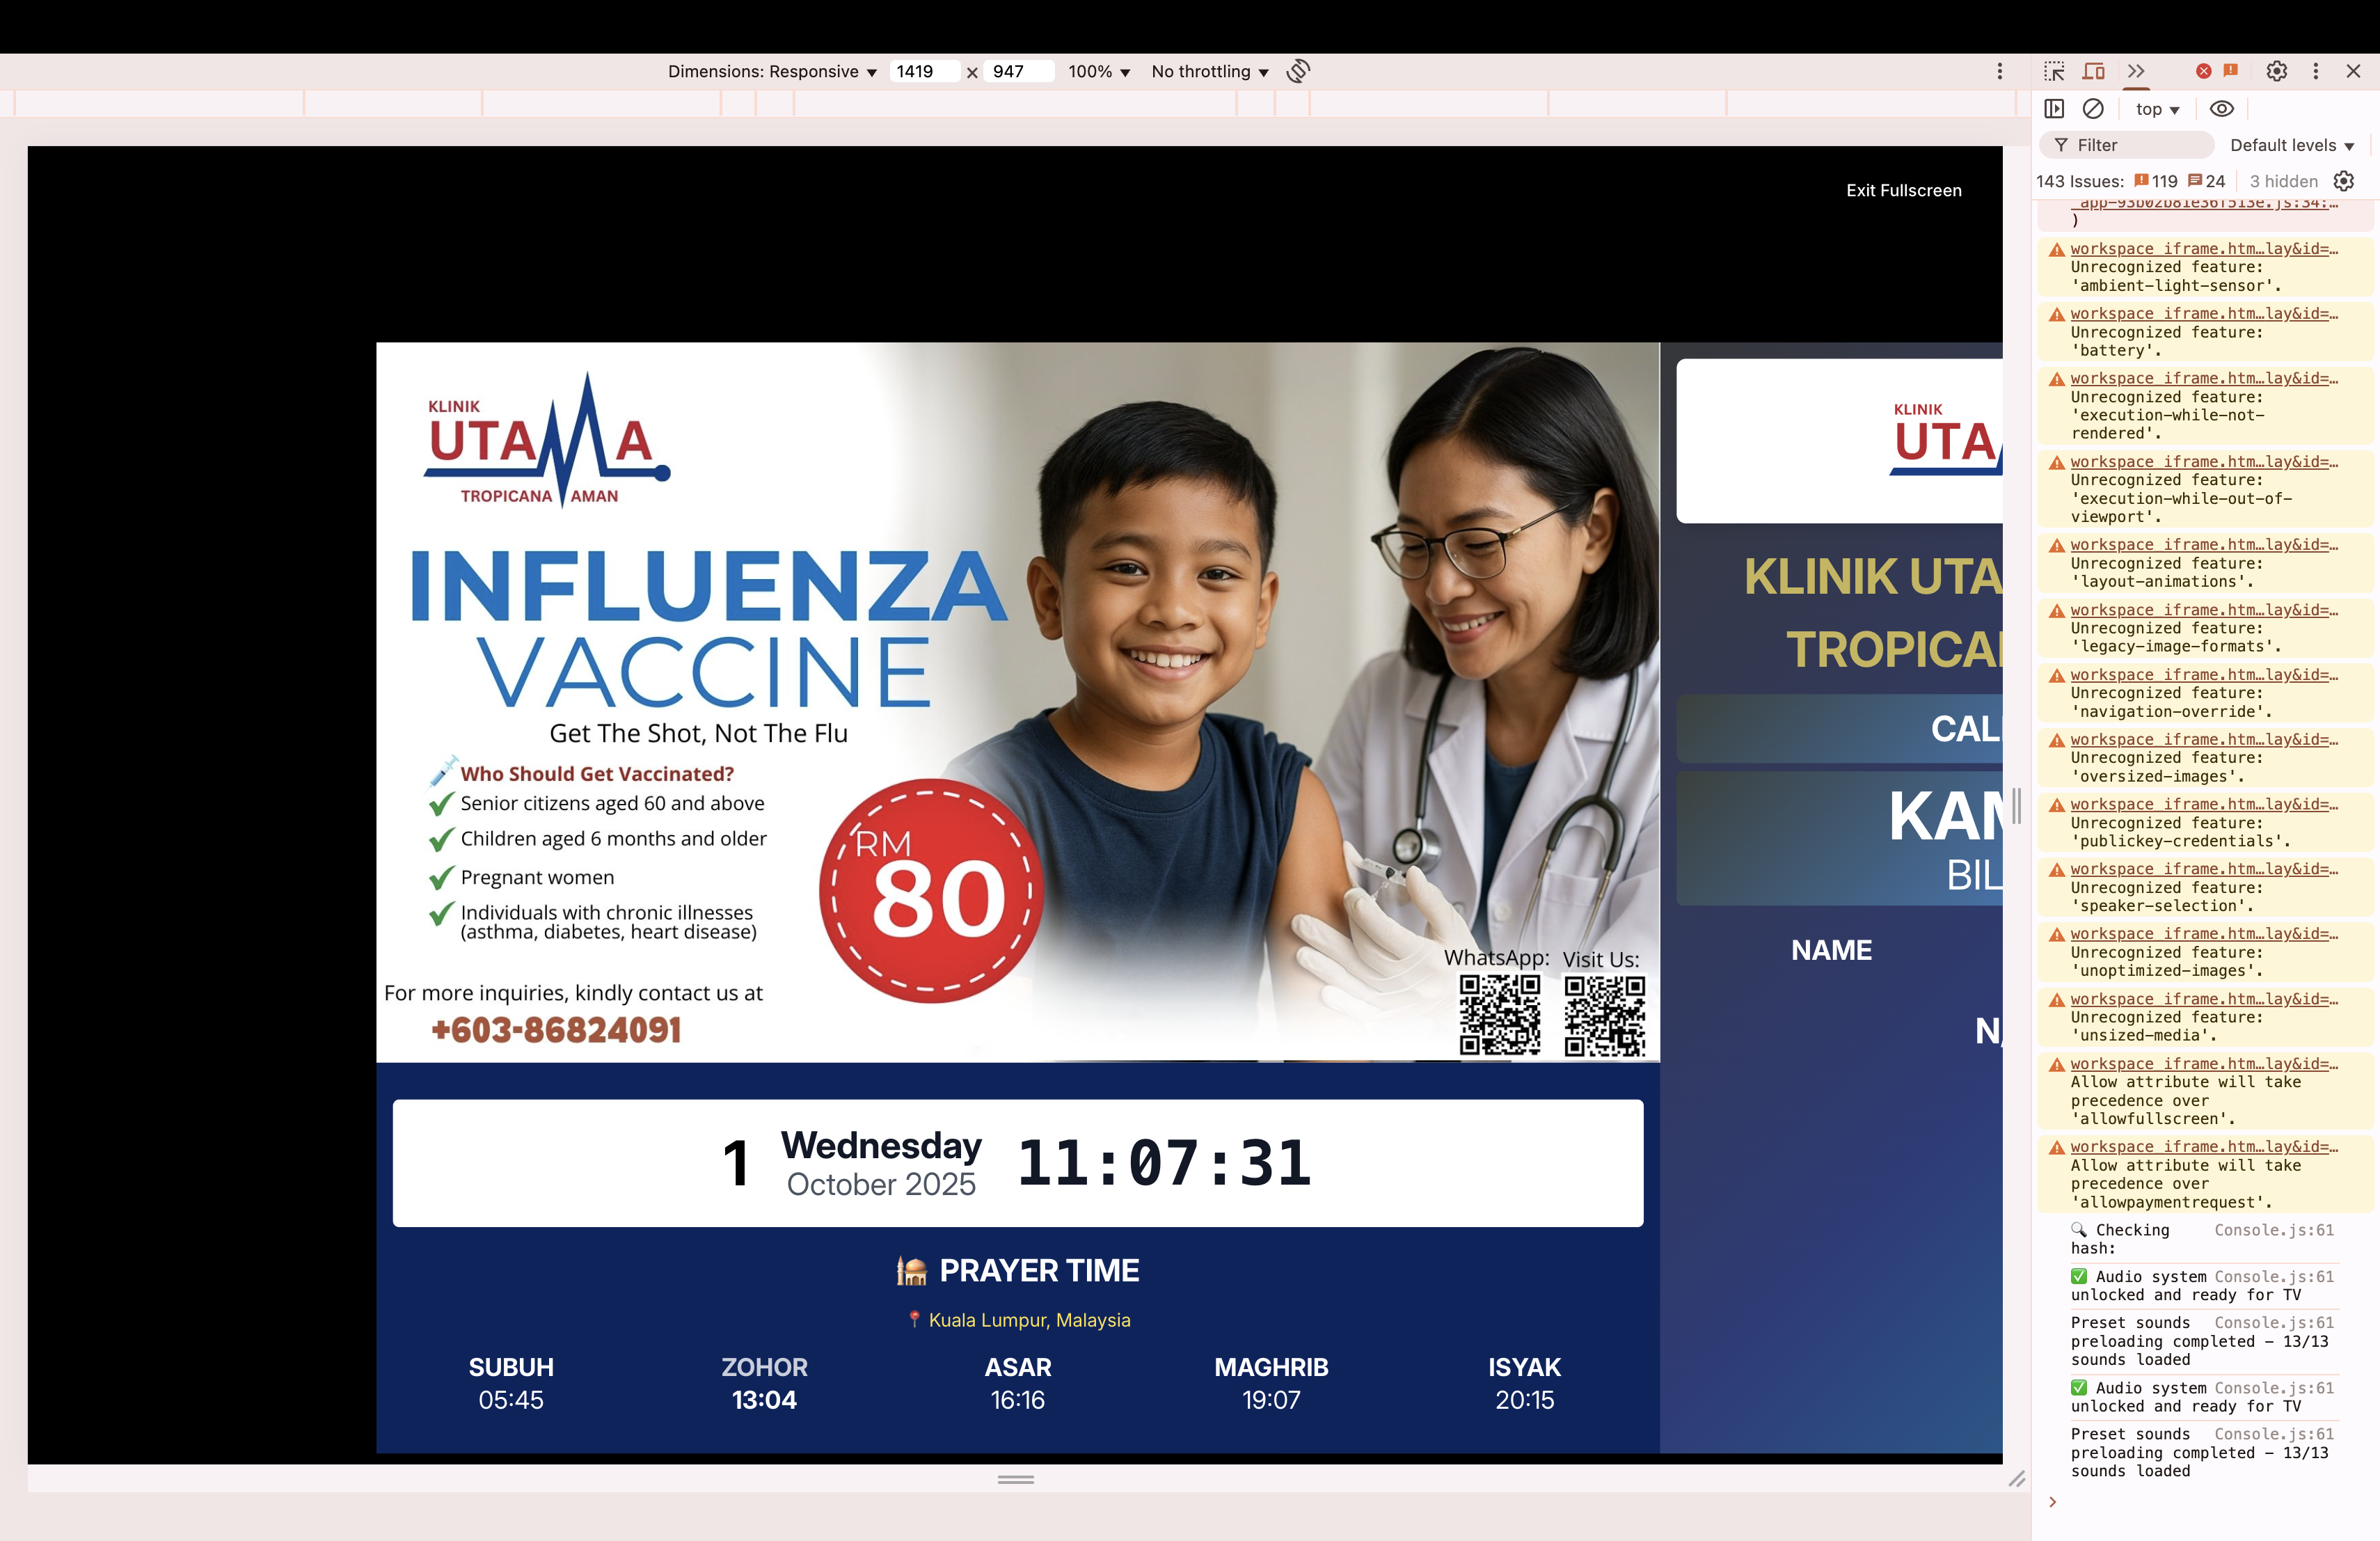 Dimensions: Responsive ▼ 1419 × 947 100% ▼ No throttling ▼
Exit Fullscreen
KLINIK
UTAMA
TROPICANA AMAN
INFLUENZA
VACCINE
Get The Shot, Not The Flu
Who Should Get Vaccinated?
Senior citizens aged 60 and above
Children aged 6 months and older
Pregnant women
Individuals with chronic illnesses
(asthma, diabetes, heart disease)
RM
80
For more inquiries, kindly contact us at
+603-86824091
WhatsApp: Visit Us:
1
Wednesday
October 2025
11:07:31
PRAYER TIME
Kuala Lumpur, Malaysia
SUBUH ZOHOR ASAR MAGHRIB ISYAK
05:45 13:04 16:16 19:07 20:15
KLINIK
UTA
KLINIK UTA
TROPICA
CAL
KAM
BIL
NAME
N
top ▼
Filter Default levels ▼
143 Issues: 119 24 3 hidden
_app-93b02b81e36f513e.js:34:…
)
workspace_iframe.htm…lay&id=…
Unrecognized feature:
'ambient-light-sensor'.
workspace_iframe.htm…lay&id=…
Unrecognized feature:
'battery'.
workspace_iframe.htm…lay&id=…
Unrecognized feature:
'execution-while-not-
rendered'.
workspace_iframe.htm…lay&id=…
Unrecognized feature:
'execution-while-out-of-
viewport'.
workspace_iframe.htm…lay&id=…
Unrecognized feature:
'layout-animations'.
workspace_iframe.htm…lay&id=…
Unrecognized feature:
'legacy-image-formats'.
workspace_iframe.htm…lay&id=…
Unrecognized feature:
'navigation-override'.
workspace_iframe.htm…lay&id=…
Unrecognized feature:
'oversized-images'.
workspace_iframe.htm…lay&id=…
Unrecognized feature:
'publickey-credentials'.
workspace_iframe.htm…lay&id=…
Unrecognized feature:
'speaker-selection'.
workspace_iframe.htm…lay&id=…
Unrecognized feature:
'unoptimized-images'.
workspace_iframe.htm…lay&id=…
Unrecognized feature:
'unsized-media'.
workspace_iframe.htm…lay&id=…
Allow attribute will take
precedence over
'allowfullscreen'.
workspace_iframe.htm…lay&id=…
Allow attribute will take
precedence over
'allowpaymentrequest'.
🔍 Checking Console.js:61
hash:
✅ Audio system Console.js:61
unlocked and ready for TV
Preset sounds Console.js:61
preloading completed – 13/13
sounds loaded
✅ Audio system Console.js:61
unlocked and ready for TV
Preset sounds Console.js:61
preloading completed – 13/13
sounds loaded